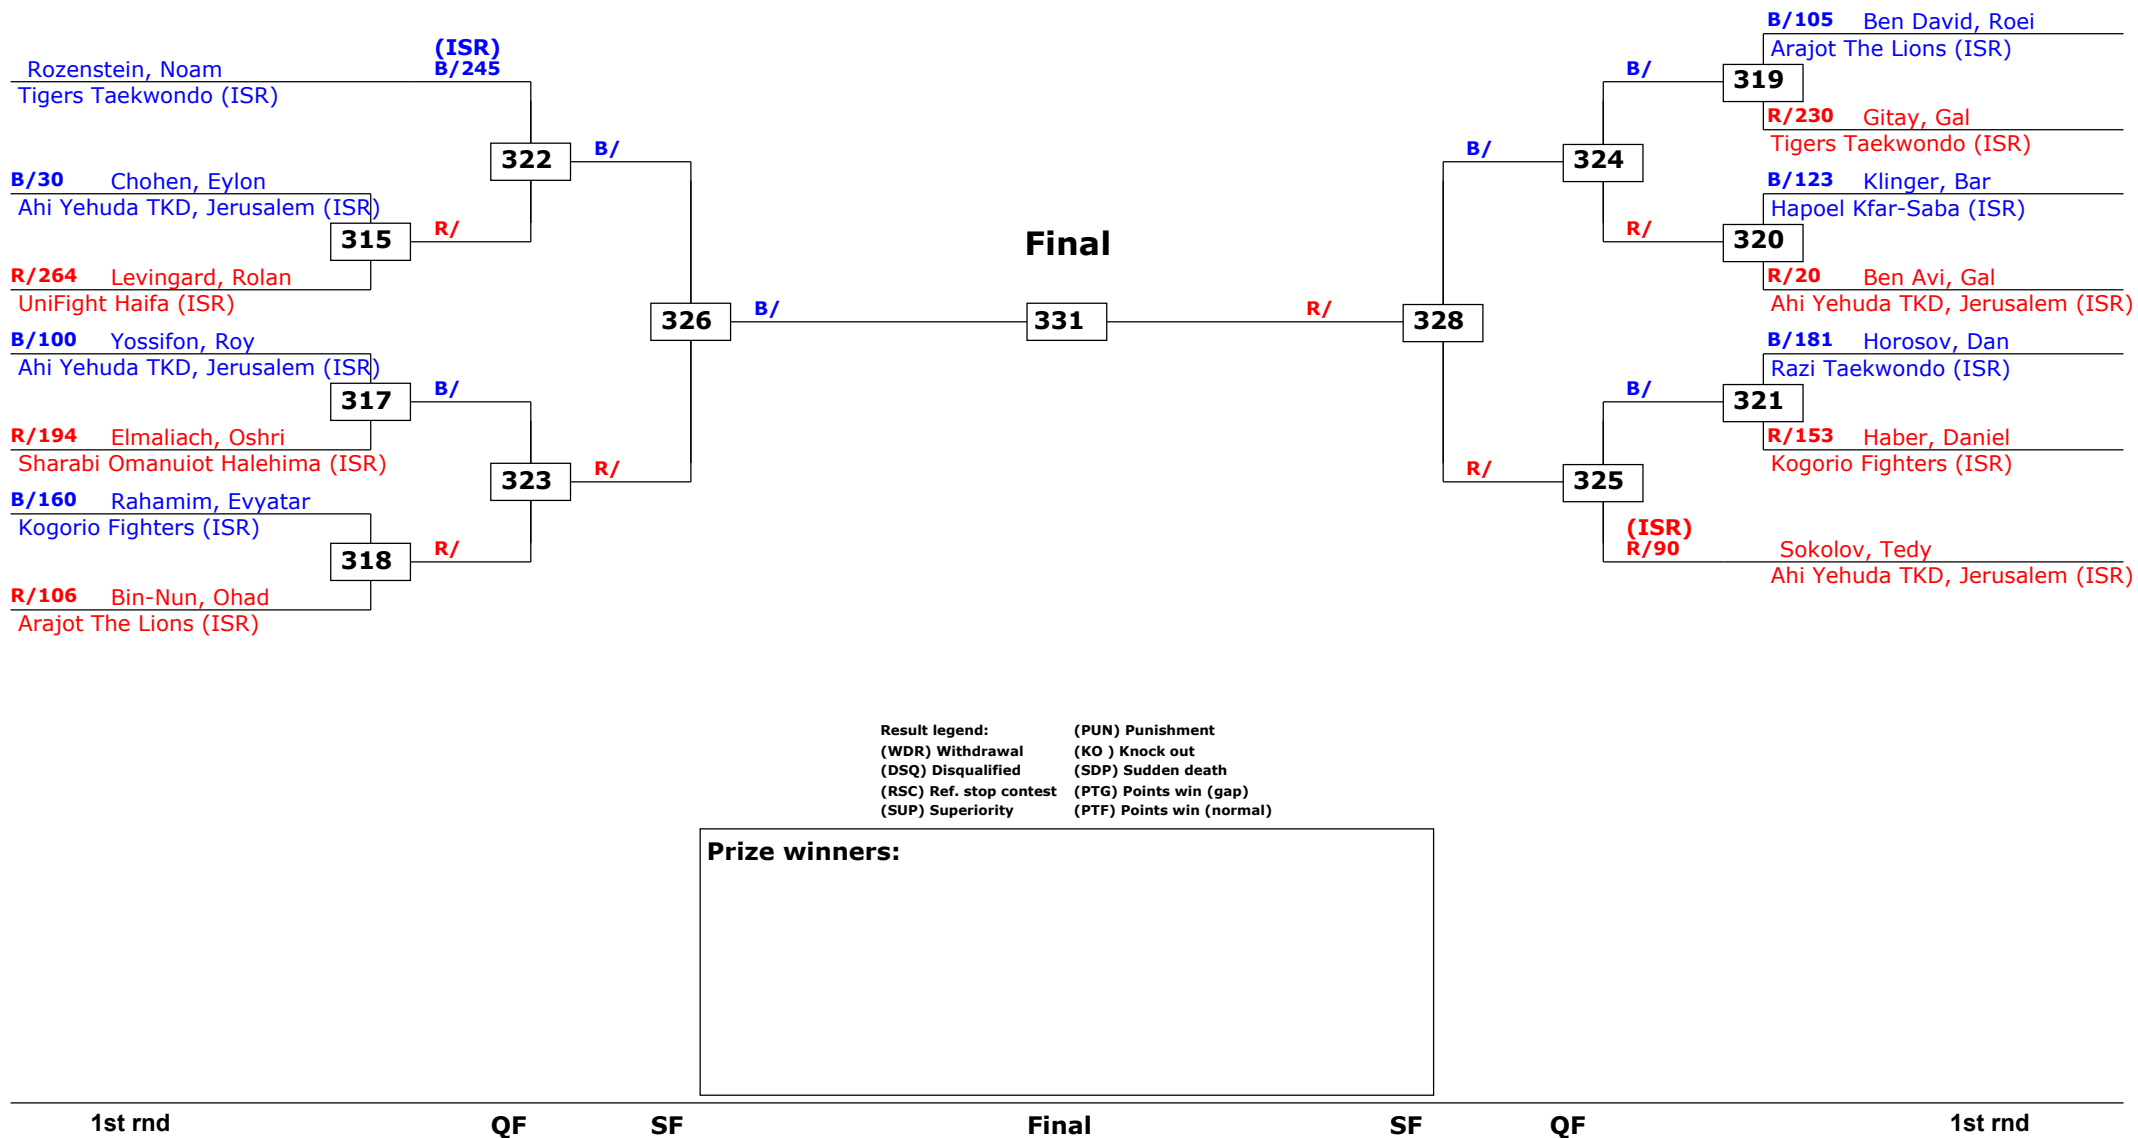 (ISR)
Rozenstein, Noam B/245
Tigers Taekwondo (ISR)
322 B/
B/30 Chohen, Eylon
Ahi Yehuda TKD, Jerusalem (ISR)
315 R/
R/264 Levingard, Rolan
UniFight Haifa (ISR)
326 B/
B/100 Yossifon, Roy
Ahi Yehuda TKD, Jerusalem (ISR)
317 B/
R/194 Elmaliach, Oshri
Sharabi Omanuiot Halehima (ISR)
323 R/
B/160 Rahamim, Evyatar
Kogorio Fighters (ISR)
318 R/
R/106 Bin-Nun, Ohad
Arajot The Lions (ISR)
Final
331
B/105 Ben David, Roei
Arajot The Lions (ISR)
B/ 319
R/230 Gitay, Gal
Tigers Taekwondo (ISR)
B/ 324
B/123 Klinger, Bar
Hapoel Kfar-Saba (ISR)
R/ 320
R/20 Ben Avi, Gal
Ahi Yehuda TKD, Jerusalem (ISR)
R/ 328
B/181 Horosov, Dan
Razi Taekwondo (ISR)
B/ 321
R/153 Haber, Daniel
Kogorio Fighters (ISR)
R/ 325
(ISR)
R/90 Sokolov, Tedy
Ahi Yehuda TKD, Jerusalem (ISR)
Result legend: (PUN) Punishment
(WDR) Withdrawal (KO ) Knock out
(DSQ) Disqualified (SDP) Sudden death
(RSC) Ref. stop contest (PTG) Points win (gap)
(SUP) Superiority (PTF) Points win (normal)
Prize winners:
1st rnd QF SF Final SF QF 1st rnd